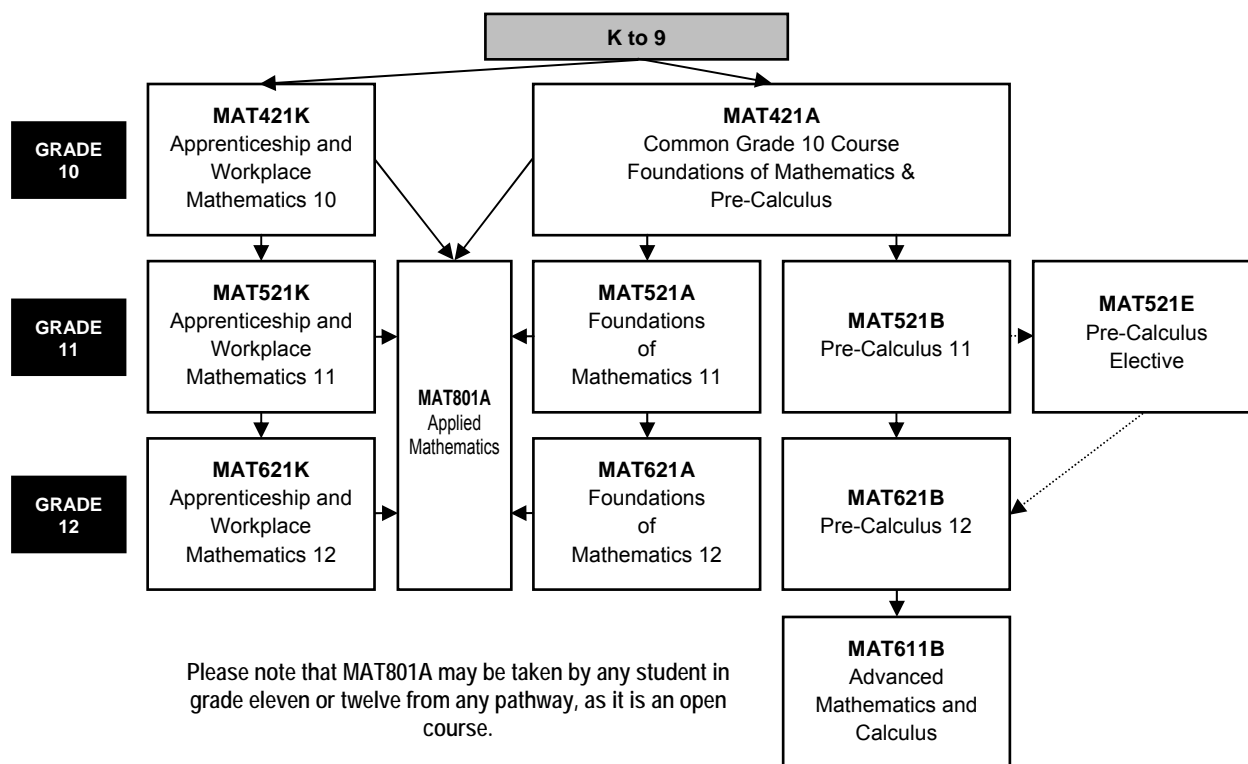 K to 9
GRADE
10
MAT421K
Apprenticeship and
Workplace
Mathematics 10
MAT421A
Common Grade 10 Course
Foundations of Mathematics &
Pre-Calculus
GRADE
11
MAT521K
Apprenticeship and
Workplace
Mathematics 11
MAT801A
Applied
Mathematics
MAT521A
Foundations
of
Mathematics 11
MAT521B
Pre-Calculus 11
MAT521E
Pre-Calculus
Elective
GRADE
12
MAT621K
Apprenticeship and
Workplace
Mathematics 12
MAT621A
Foundations
of
Mathematics 12
MAT621B
Pre-Calculus 12
MAT611B
Advanced
Mathematics and
Calculus
Please note that MAT801A may be taken by any student in
grade eleven or twelve from any pathway, as it is an open
course.